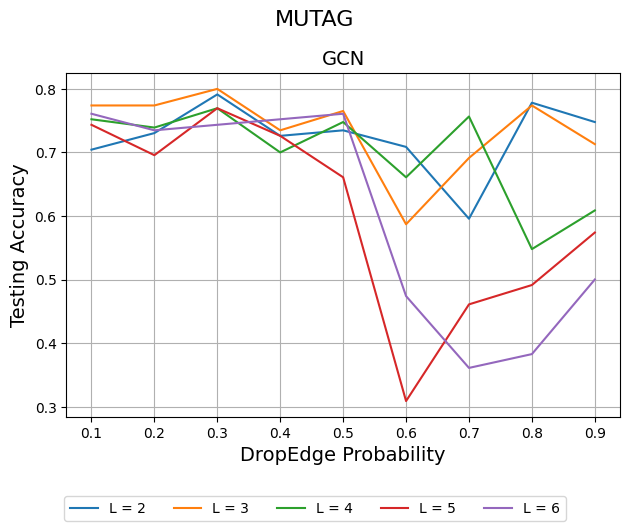 MUTAG
GCN
Testing Accuracy
0.8
0.7
0.6
0.5
0.4
0.3
0.1 0.2 0.3 0.4 0.5 0.6 0.7 0.8 0.9
DropEdge Probability
L = 2 L = 3 L = 4 L = 5 L = 6